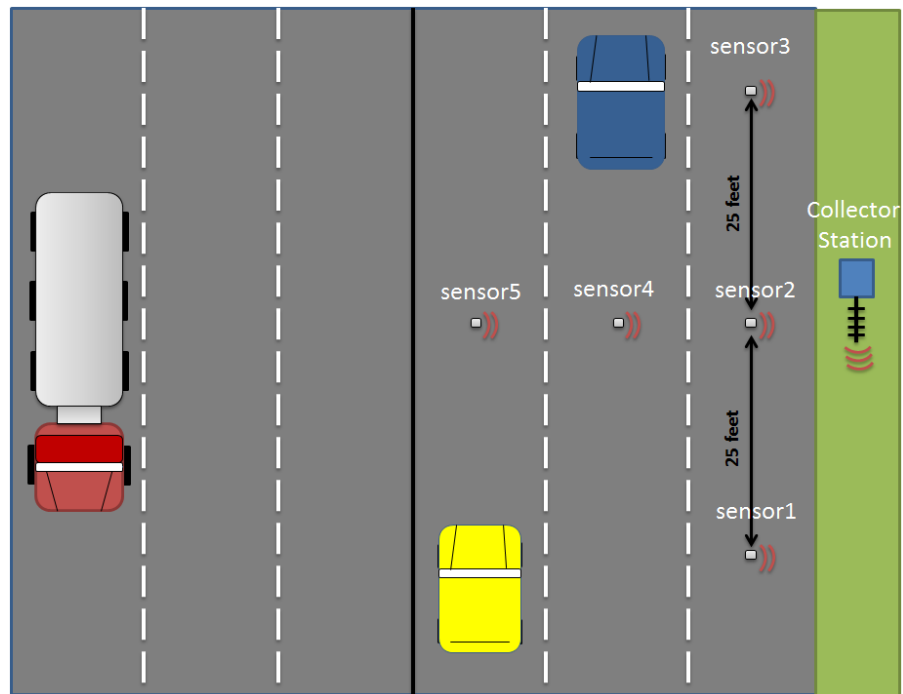 sensor3
25 feet
Collector
Station
sensor5
sensor4
sensor2
25 feet
sensor1